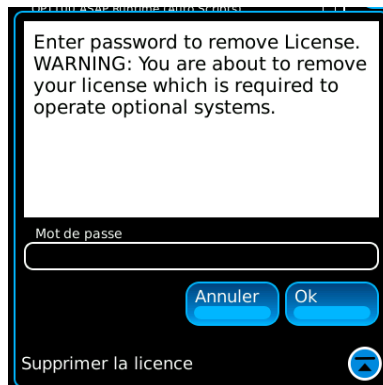 Enter password to remove License.
WARNING: You are about to remove
your license which is required to
operate optional systems.
Mot de passe
Annuler
Ok
Supprimer la licence